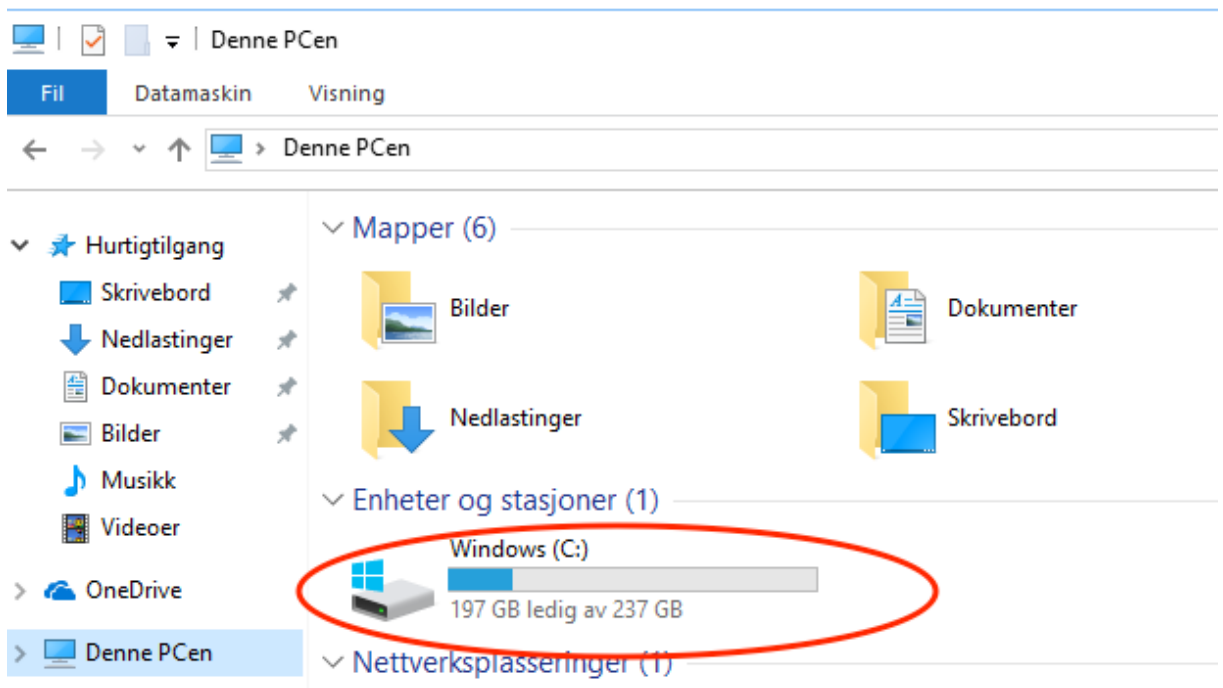 Denne PCen
Fil Datamaskin Visning
Denne PCen
Hurtigtilgang
Skrivebord
Nedlastinger
Dokumenter
Bilder
Musikk
Videoer
OneDrive
Denne PCen
Mapper (6)
Bilder Dokumenter
Nedlastinger Skrivebord
Enheter og stasjoner (1)
Windows (C:)
197 GB ledig av 237 GB
Nettverksplasseringer (1)